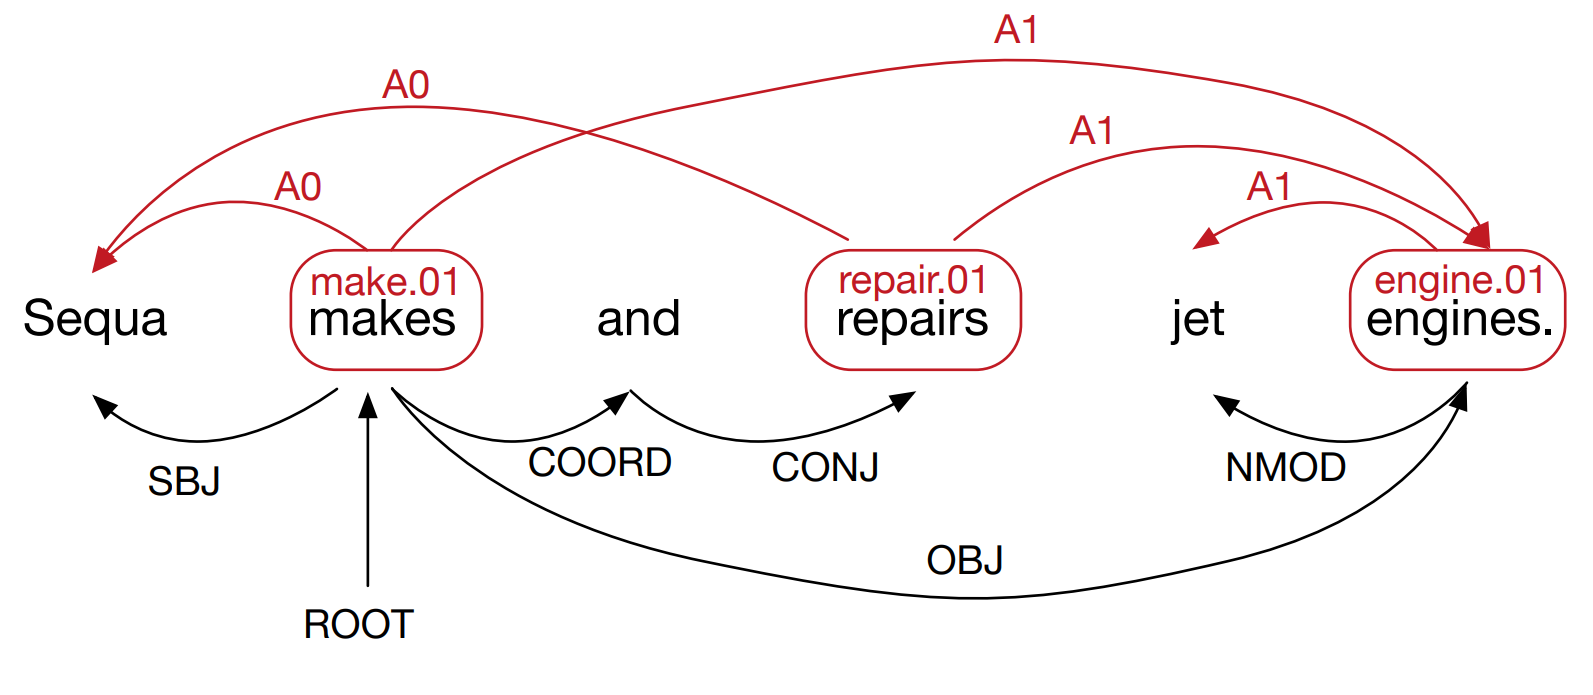 A1
A0
A1
A0 A1
make.01 repair.01 engine.01
Sequa makes and repairs jet engines.
SBJ COORD CONJ NMOD
OBJ
ROOT